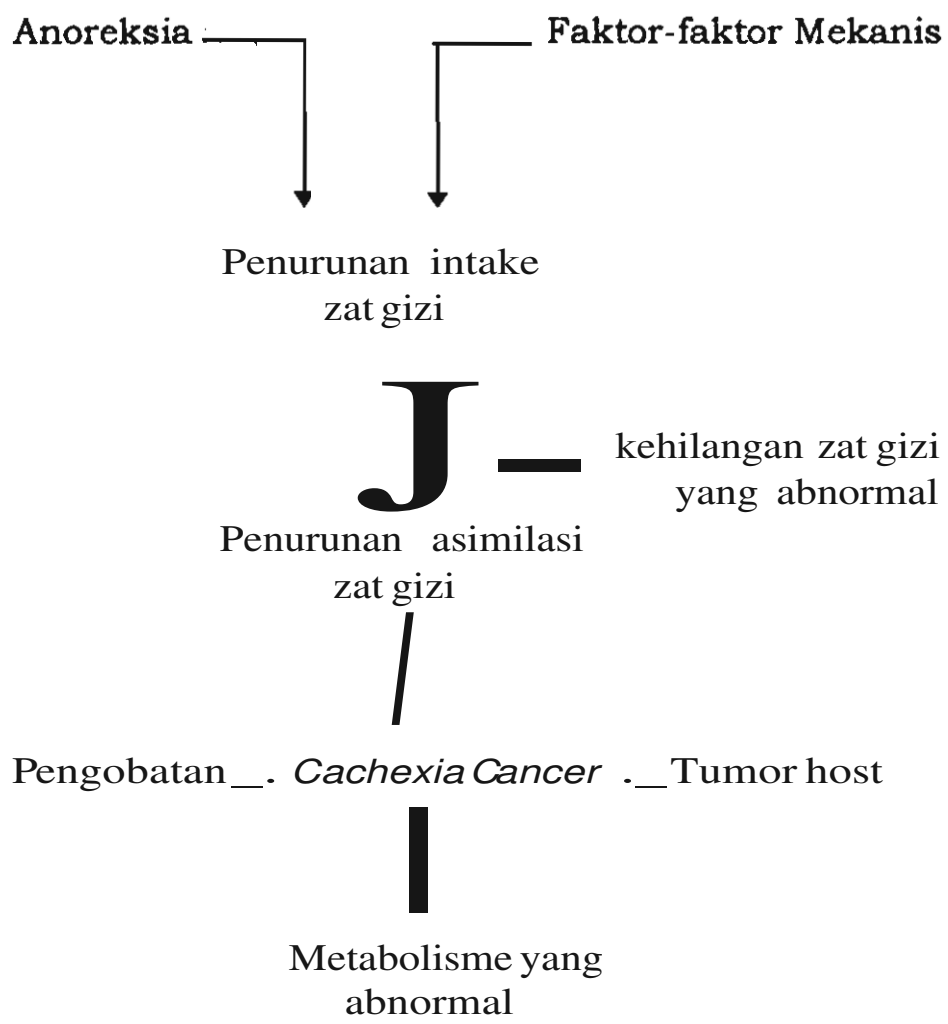 Anoreksia
Faktor-faktor Mekanis
Penurunan intake
zat gizi
J
kehilangan zat gizi
yang abnormal
Penurunan asimilasi
zat gizi
Pengobatan _. Cachexia Cancer ._ Tumor host
Metabolisme yang
abnormal